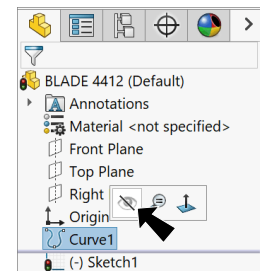 BLADE 4412 (Default)
Annotations
Material <not specified>
Front Plane
Top Plane
Right
Origin
Curve1
(-) Sketch1